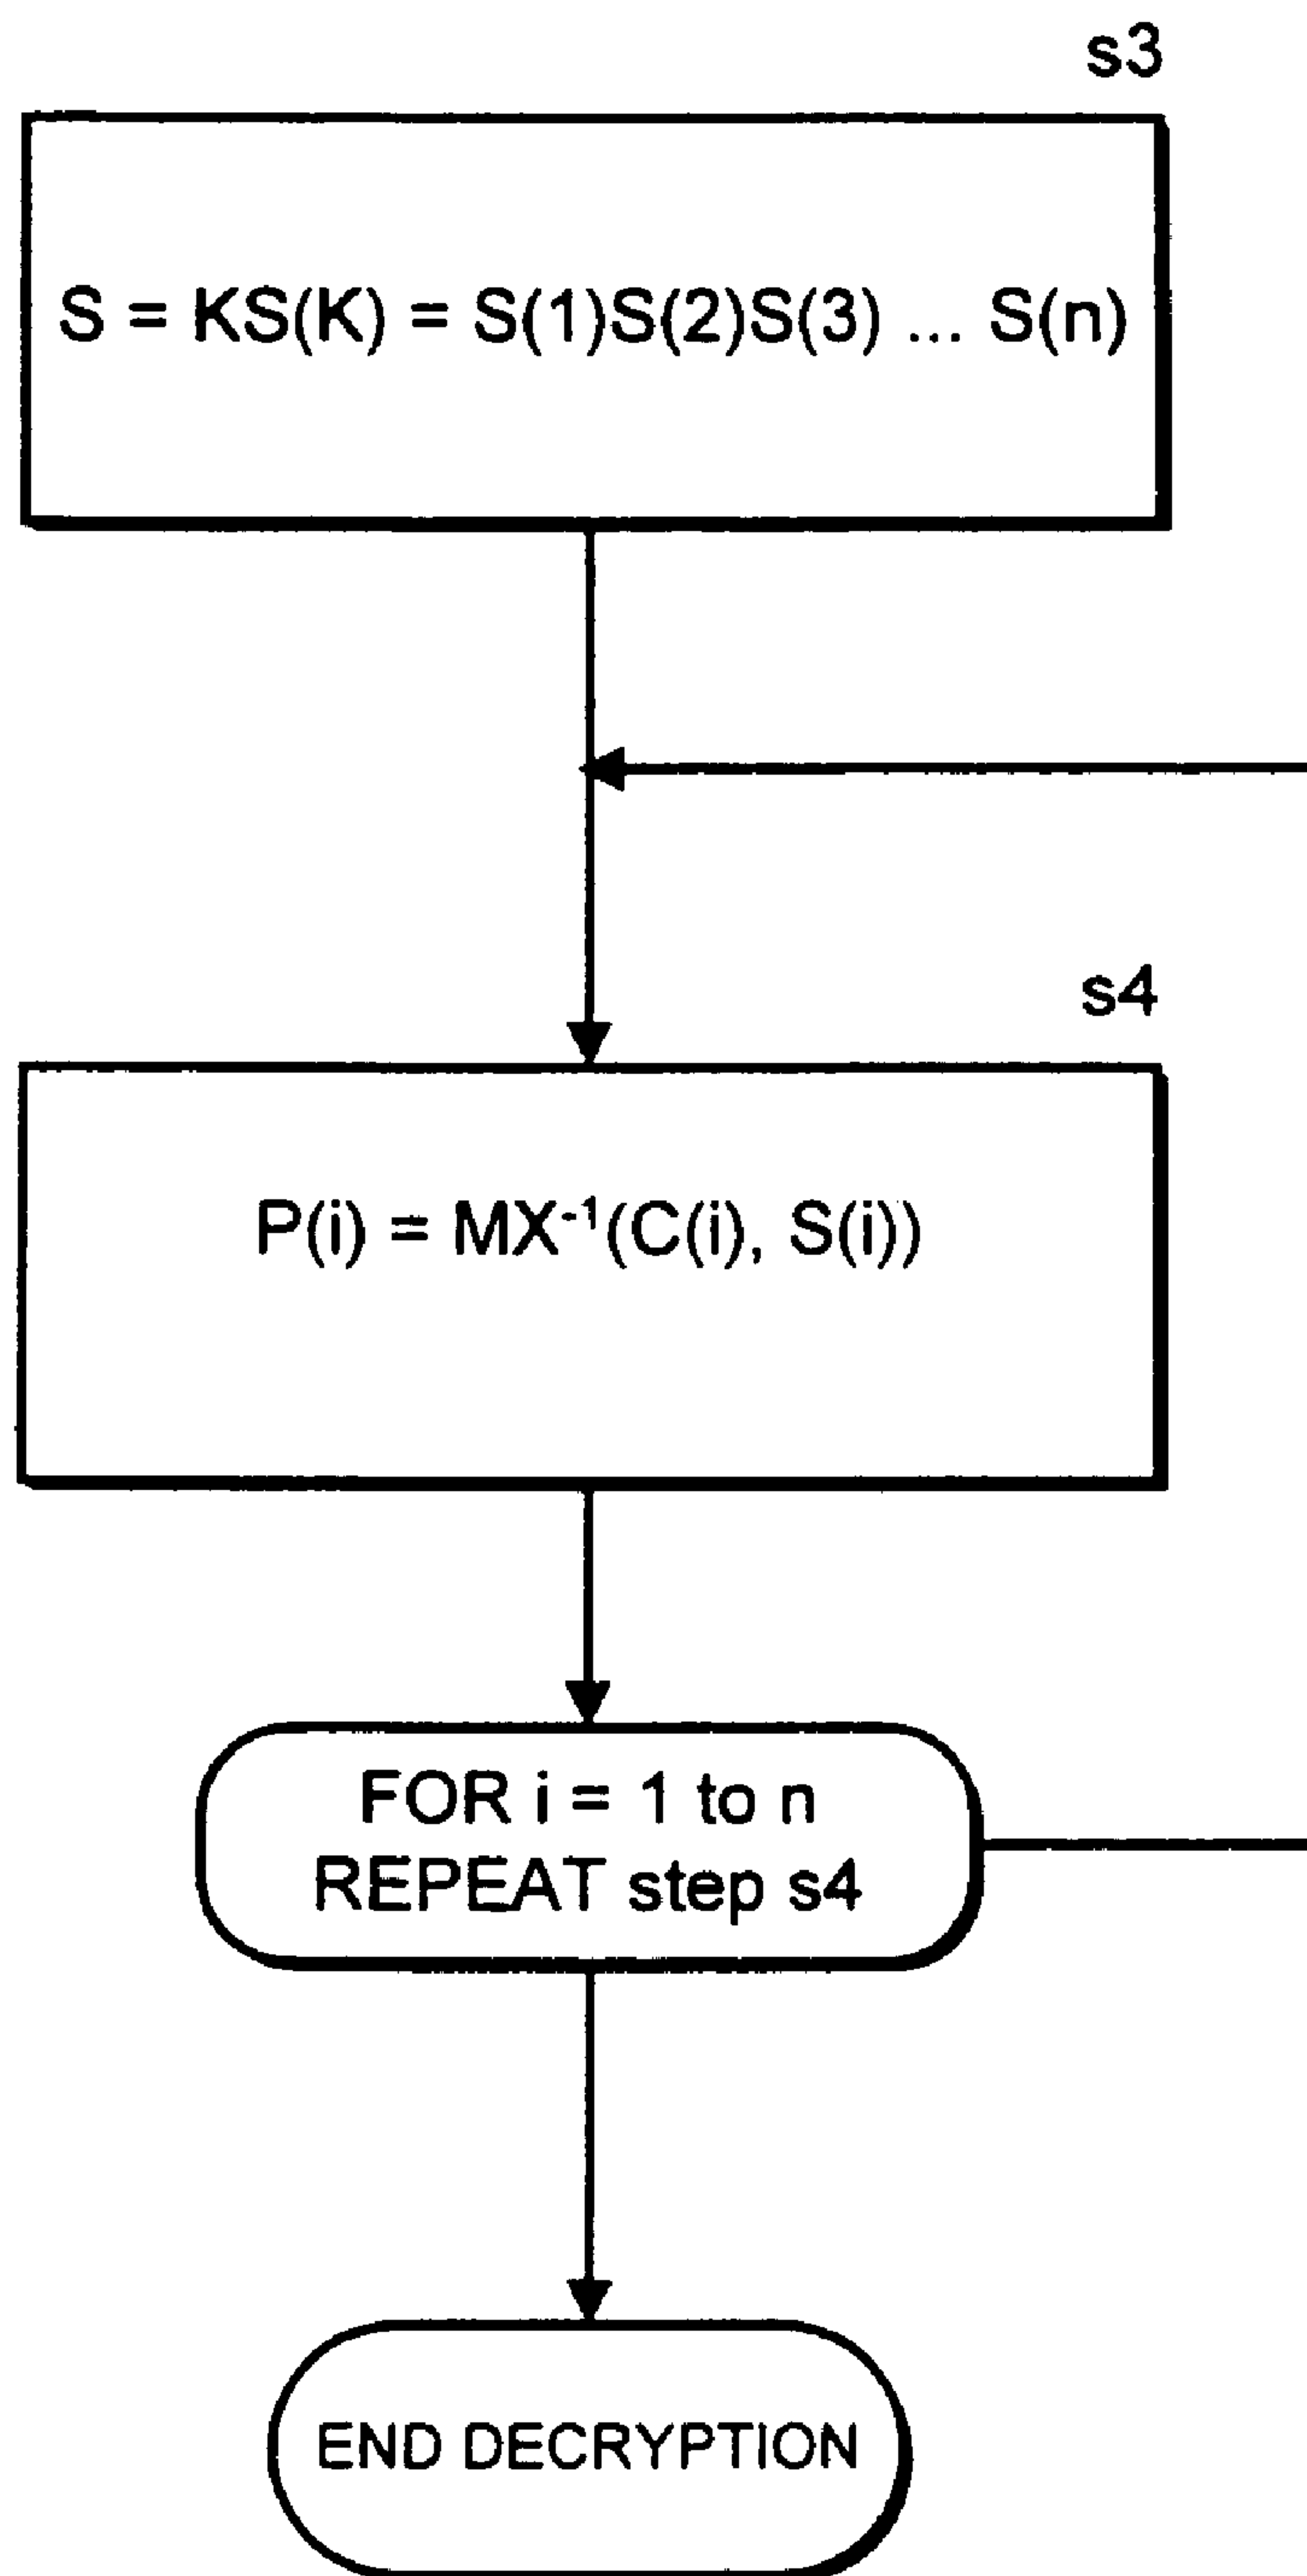 s3
S = KS(K) = S(1)S(2)S(3) ... S(n)
s4
P(i) = MX⁻¹(C(i), S(i))
FOR i = 1 to n
REPEAT step s4
END DECRYPTION